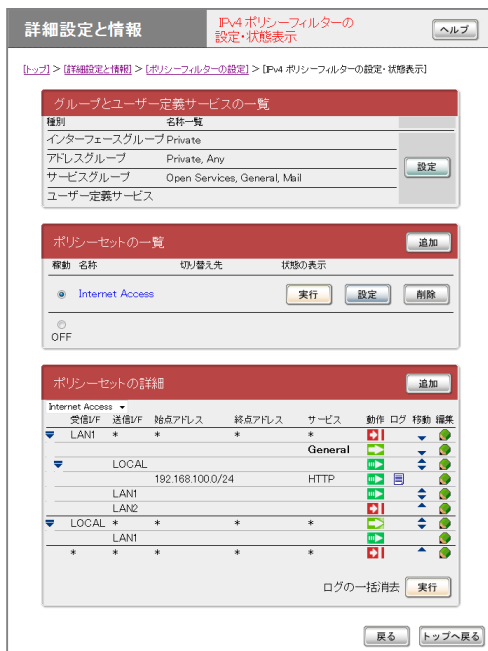 詳細設定と情報
IPv4 ポリシーフィルターの
設定・状態表示
ヘルプ
[トップ] > [詳細設定と情報] > [ポリシーフィルターの設定] > [IPv4 ポリシーフィルターの設定・状態表示]
グループとユーザー定義サービスの一覧
種別 名称一覧
インターフェースグループ Private
アドレスグループ Private, Any
サービスグループ Open Services, General, Mail
設定
ユーザー定義サービス
ポリシーセットの一覧
追加
稼動 名称 切り替え先 状態の表示
Internet Access 実行 設定 削除
OFF
ポリシーセットの詳細
追加
Internet Access
受信I/F 送信I/F 始点アドレス 終点アドレス サービス 動作 ログ 移動 編集
LAN1 * * * *
General
LOCAL
192.168.100.0/24 HTTP
LAN1
LAN2
LOCAL * * * *
LAN1
* * * * *
ログの一括消去 実行
戻る トップへ戻る